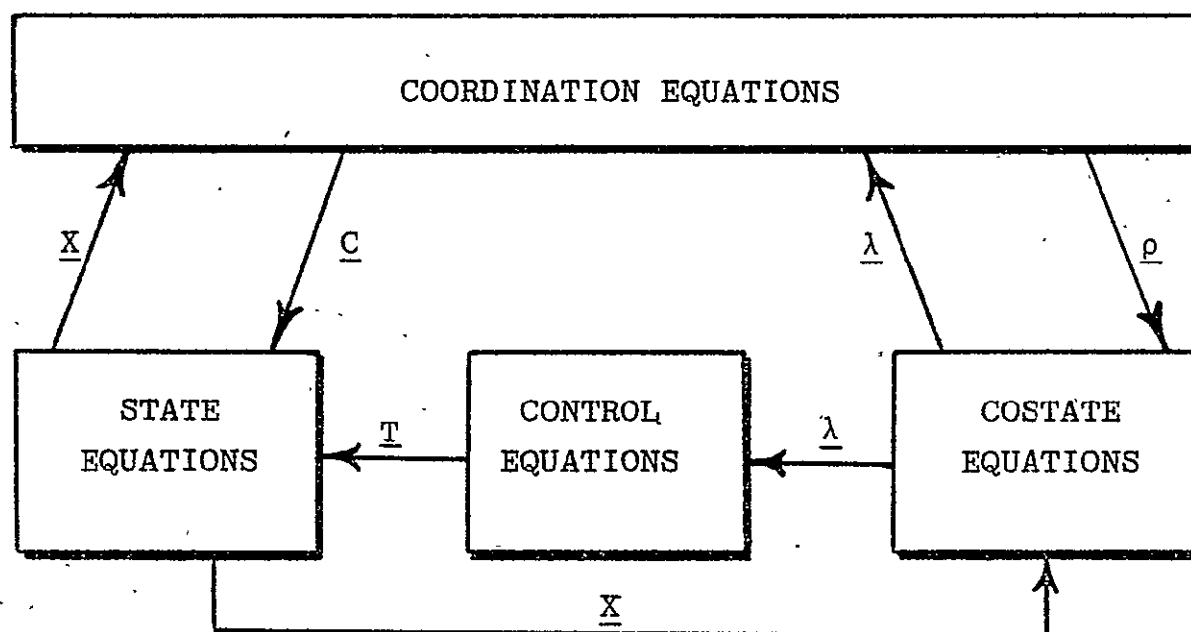 COORDINATION EQUATIONS
X
C
λ
ρ
STATE
EQUATIONS
T
CONTROL
EQUATIONS
λ
COSTATE
EQUATIONS
X